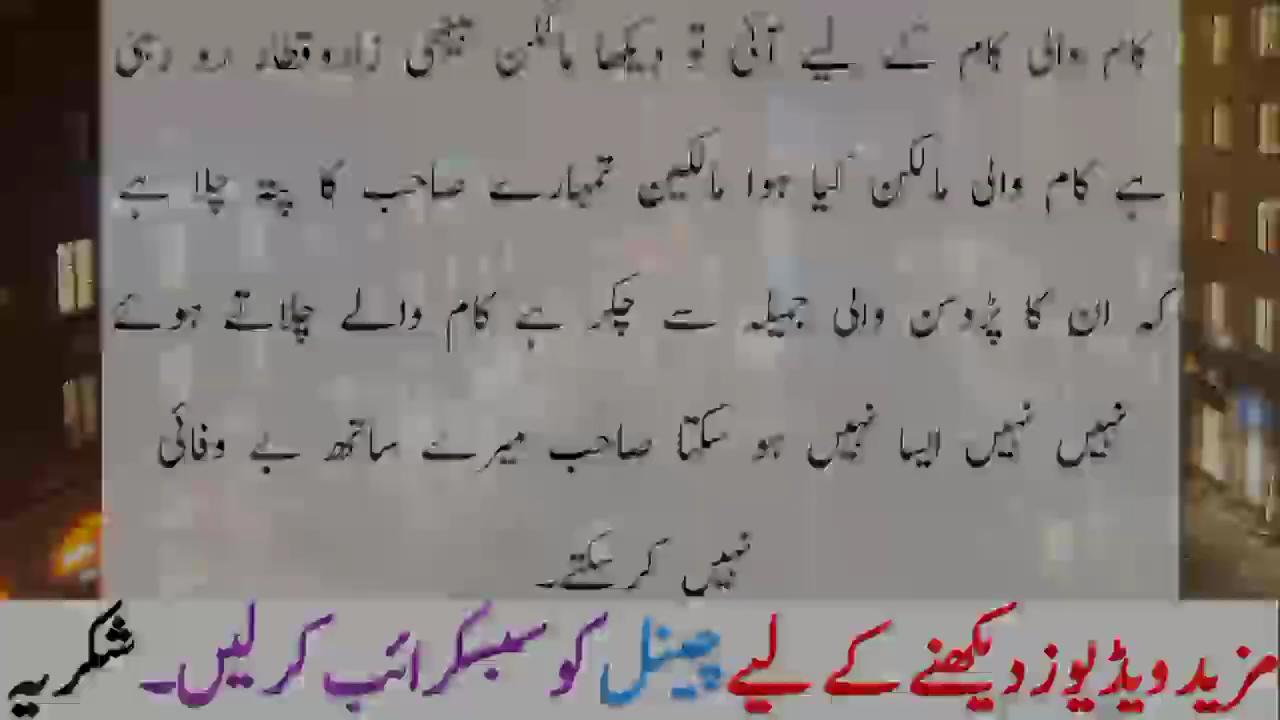 کام والی کام کے لیے آئی تو دیکھا مالکن بیٹھی زاروقطار رو رہی
ہے کام والی مالکن کیا ہوا مالکین تمہارے صاحب کا پتہ چلا ہے
کہ ان کا پڑوسن والی جمیلہ سے چکر ہے کام والے چلاتے ہوئے
نہیں نہیں ایسا نہیں ہو سکتا صاحب میرے ساتھ بے وفائی
نہیں کر سکتے۔
مزید ویڈیوز دیکھنے کے لیے چینل کو سبسکرائب کر لیں۔ شکریہ